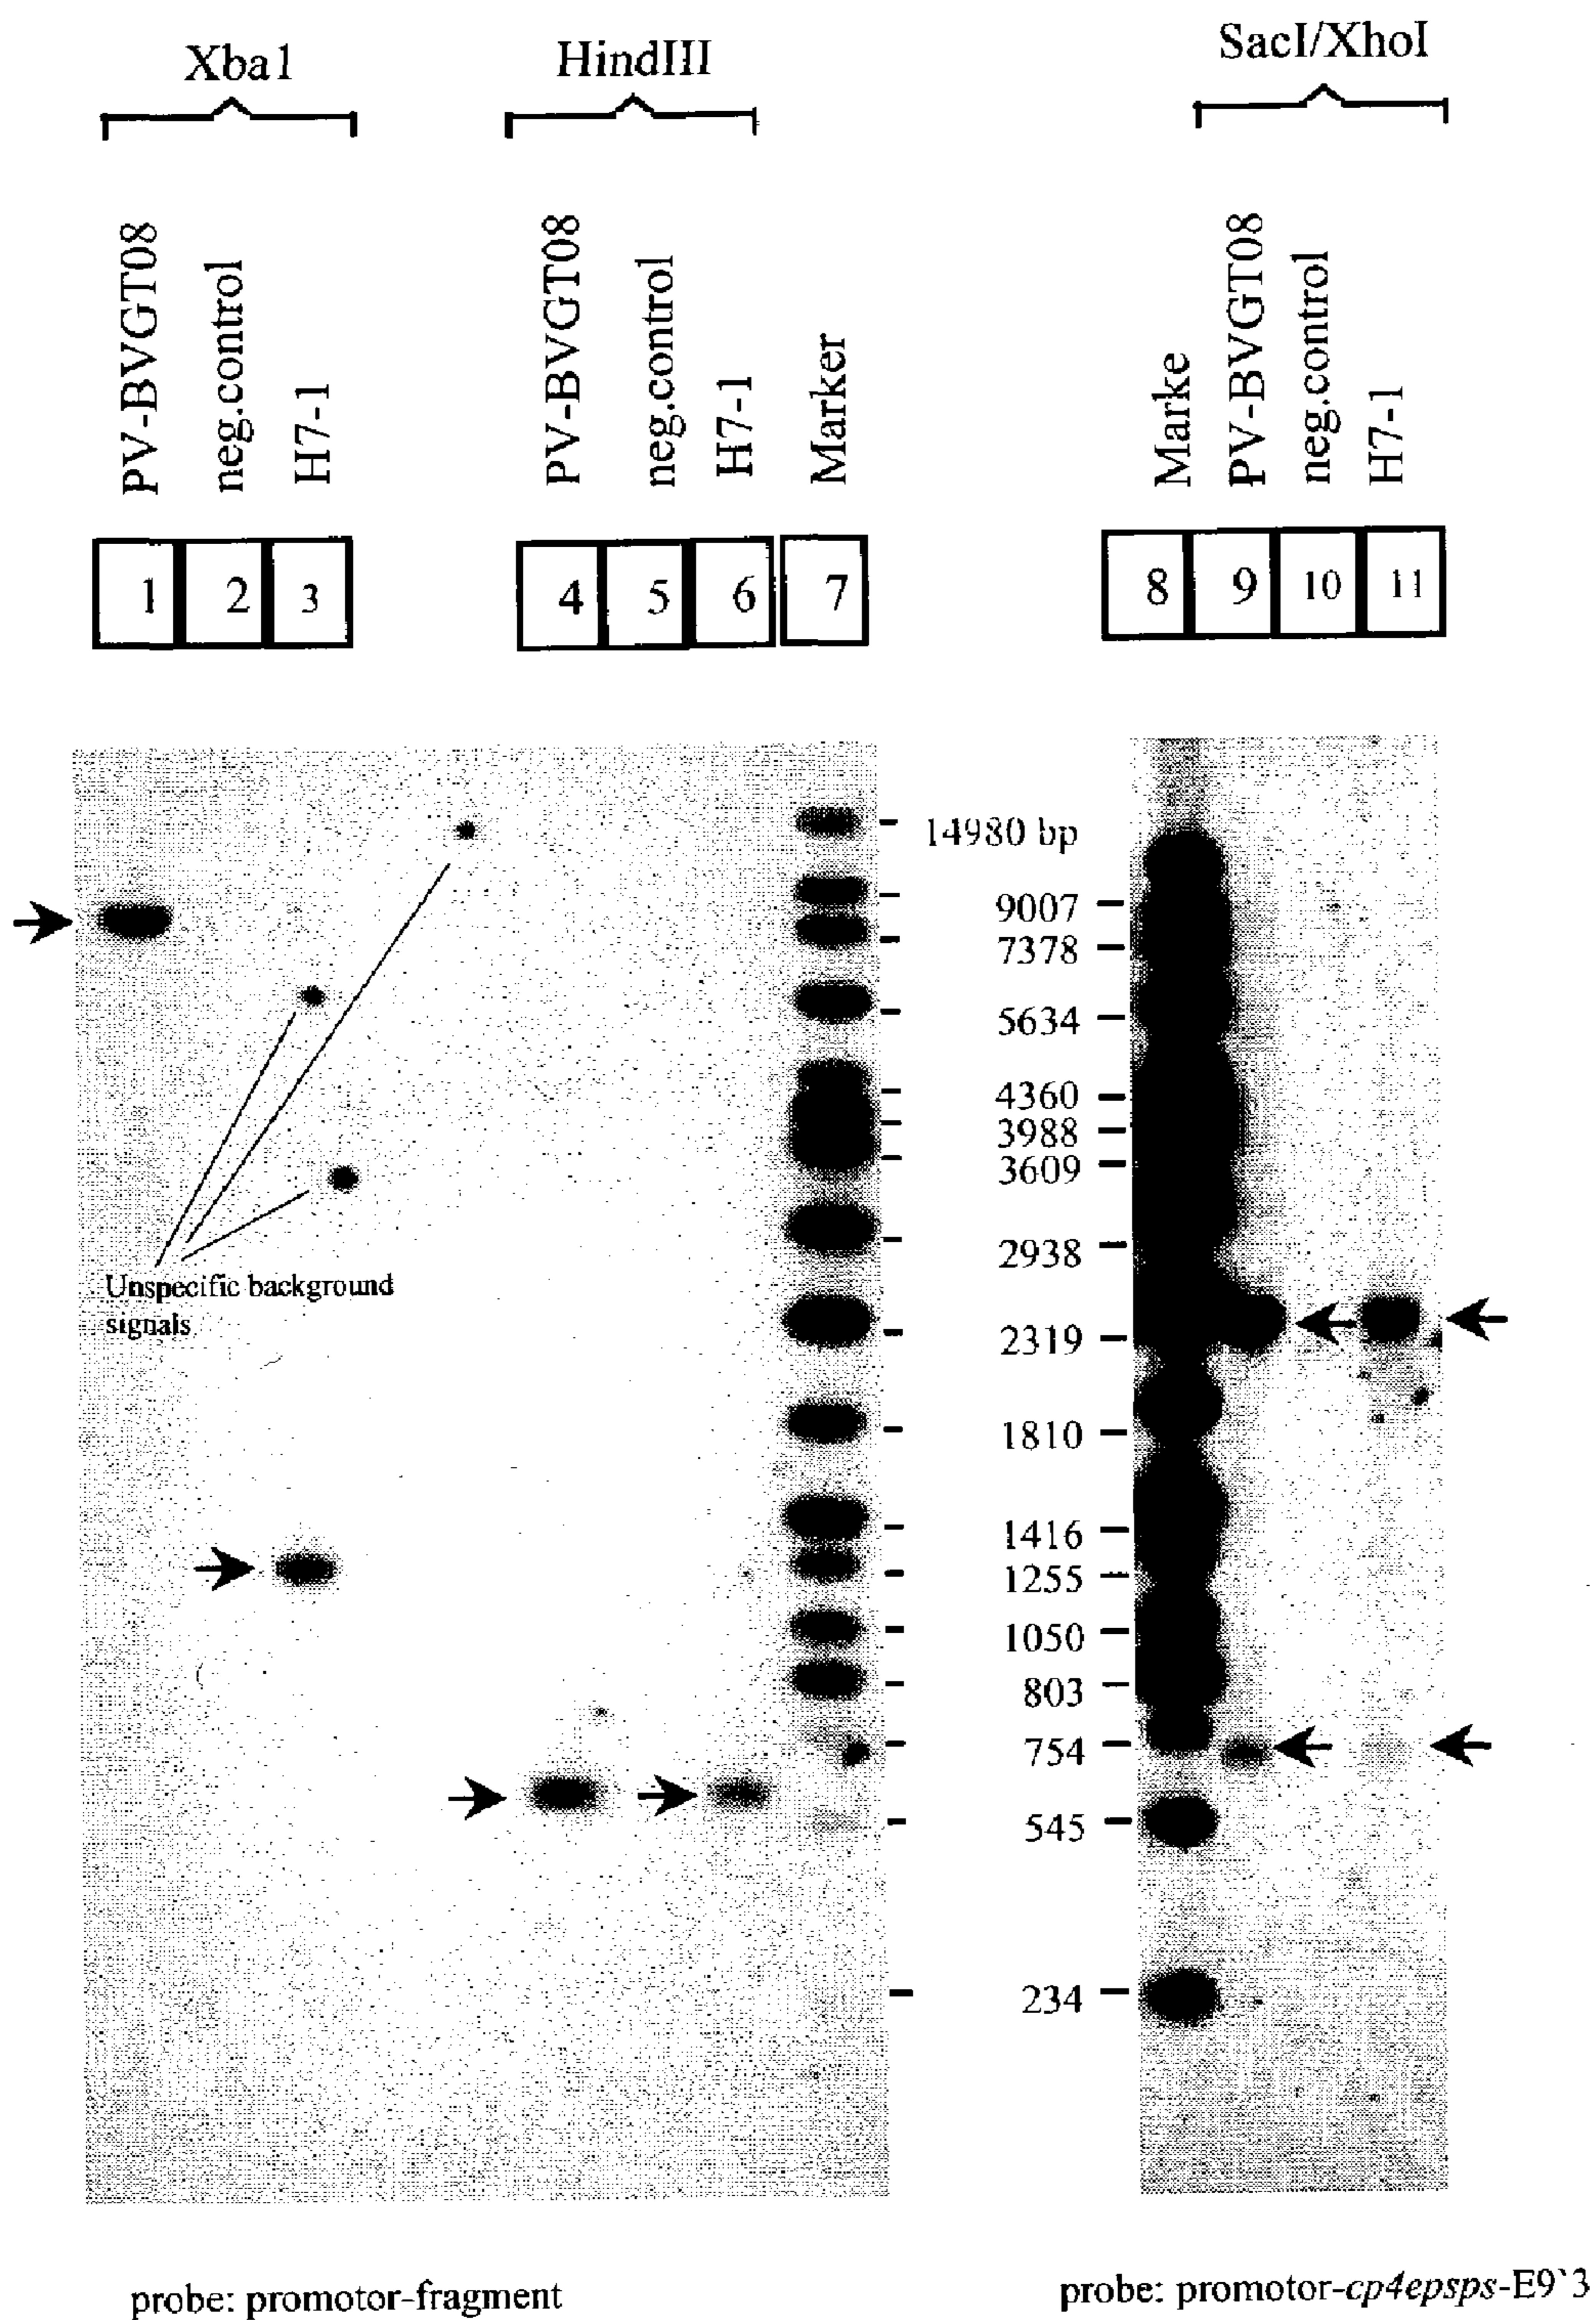 Xba1
HindIII
SacI/XhoI
PV-BVGT08
neg.control
H7-1
PV-BVGT08
neg.control
H7-1
Marker
Marke
PV-BVGT08
neg.control
H7-1
1
2
3
4
5
6
7
8
9
10
11
14980 bp
9007
7378
5634
4360
3988
3609
2938
2319
1810
1416
1255
1050
803
754
545
234
Unspecific background
signals
probe: promotor-fragment
probe: promotor-cp4epsps-E9`3